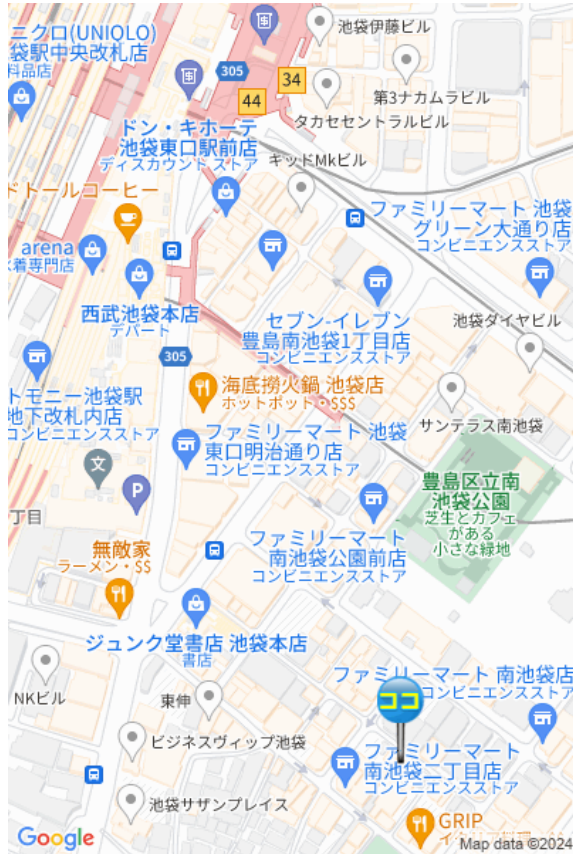 ニクロ(UNIQLO)
袋駅中央改札店
料品店
305
34
44
池袋伊藤ビル
第3ナカムラビル
タカセセントラルビル
ドン・キホーテ
池袋東口駅前店
ディスカウント ストア
キッドMkビル
ドトールコーヒー
ファミリーマート 池袋
グリーン大通り店
コンビニエンスストア
arena
水着専門店
西武池袋本店
デパート
セブン-イレブン
豊島南池袋1丁目店
コンビニエンスストア
池袋ダイヤビル
305
トモニー池袋駅
地下改札内店
コンビニエンスストア
海底撈火鍋 池袋店
ホットポット・$$$
サンテラス南池袋
ファミリーマート 池袋
東口明治通り店
コンビニエンスストア
文
P
豊島区立南
池袋公園
芝生とカフェ
がある
小さな緑地
丁目
ファミリーマート
南池袋公園前店
コンビニエンスストア
無敵家
ラーメン・$$
ジュンク堂書店 池袋本店
書店
ファミリーマート 南池袋店
コンビニエンスストア
NKビル
東伸
ココ
ビジネスヴィップ池袋
ファミリーマート
南池袋二丁目店
コンビニエンスストア
池袋サザンプレイス
GRIP
イタリア料理
Google
Map data ©2024